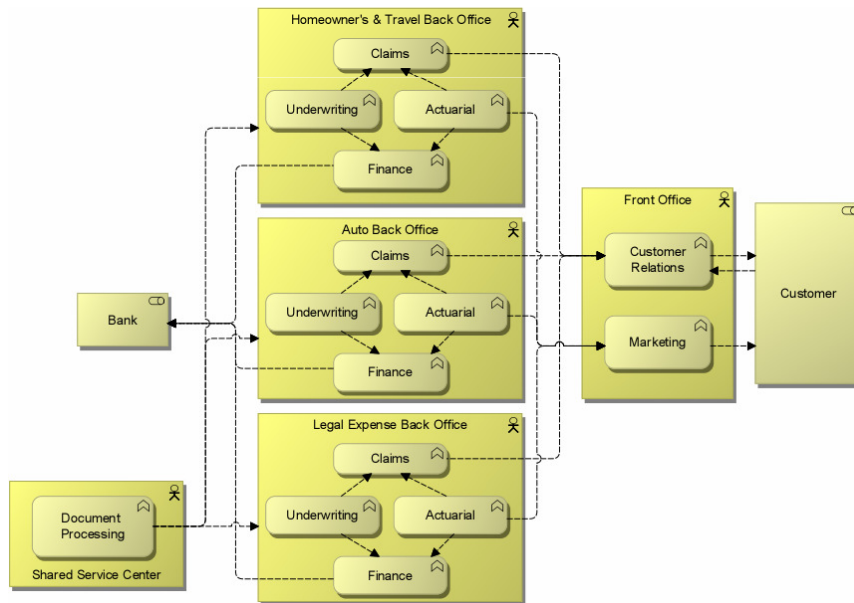 Homeowner's & Travel Back Office
Claims
Underwriting
Actuarial
Finance
Auto Back Office
Claims
Underwriting
Actuarial
Finance
Legal Expense Back Office
Claims
Underwriting
Actuarial
Finance
Bank
Document
Processing
Shared Service Center
Front Office
Customer
Relations
Marketing
Customer